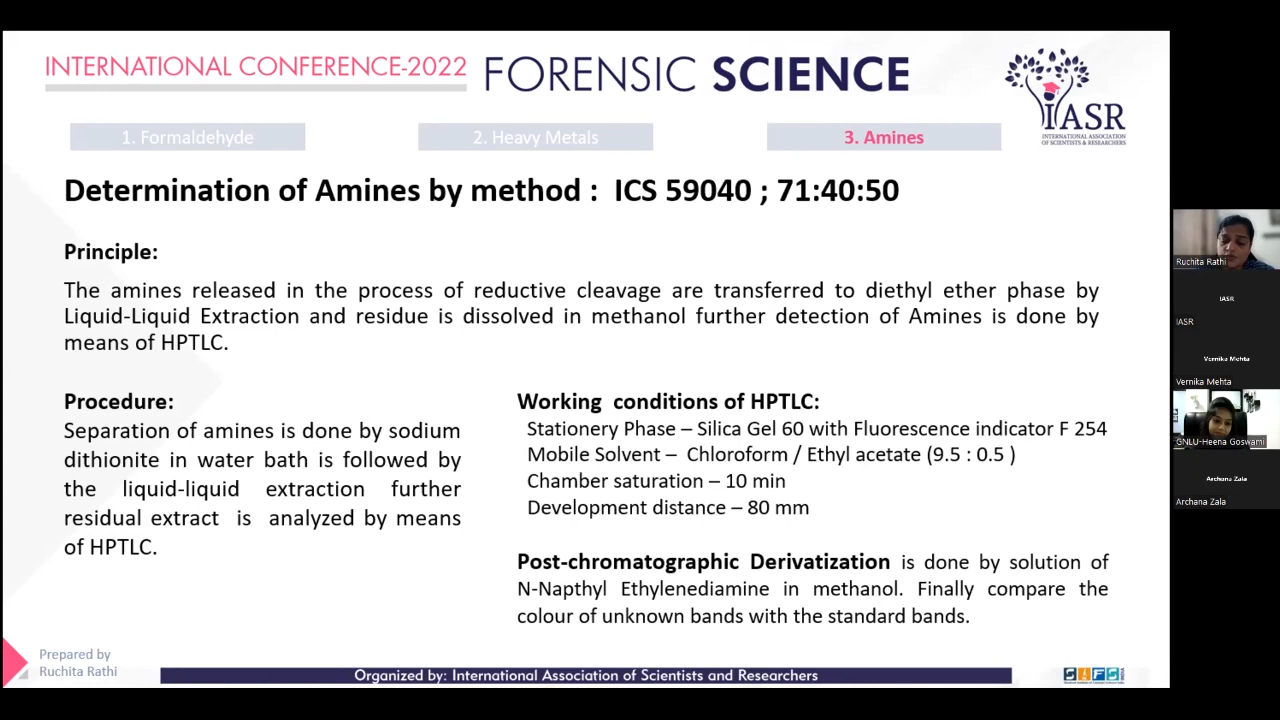 INTERNATIONAL CONFERENCE-2022 FORENSIC SCIENCE
IASR
INTERNATIONAL ASSOCIATION
OF SCIENTISTS & RESEARCHERS
1. Formaldehyde
2. Heavy Metals
3. Amines
Determination of Amines by method : ICS 59040 ; 71:40:50
Principle:
The amines released in the process of reductive cleavage are transferred to diethyl ether phase by
Liquid-Liquid Extraction and residue is dissolved in methanol further detection of Amines is done by
means of HPTLC.
Procedure:
Separation of amines is done by sodium
dithionite in water bath is followed by
the liquid-liquid extraction further
residual extract is analyzed by means
of HPTLC.
Working conditions of HPTLC:
Stationery Phase – Silica Gel 60 with Fluorescence indicator F 254
Mobile Solvent – Chloroform / Ethyl acetate (9.5 : 0.5 )
Chamber saturation – 10 min
Development distance – 80 mm
Post-chromatographic Derivatization is done by solution of
N-Napthyl Ethylenediamine in methanol. Finally compare the
colour of unknown bands with the standard bands.
Prepared by
Ruchita Rathi
Organized by: International Association of Scientists and Researchers
SIFS
Ruchita Rathi
IASR
IASR
Vernika Mehta
Vernika Mehta
GNLU-Heena Goswami
Archana Zala
Archana Zala